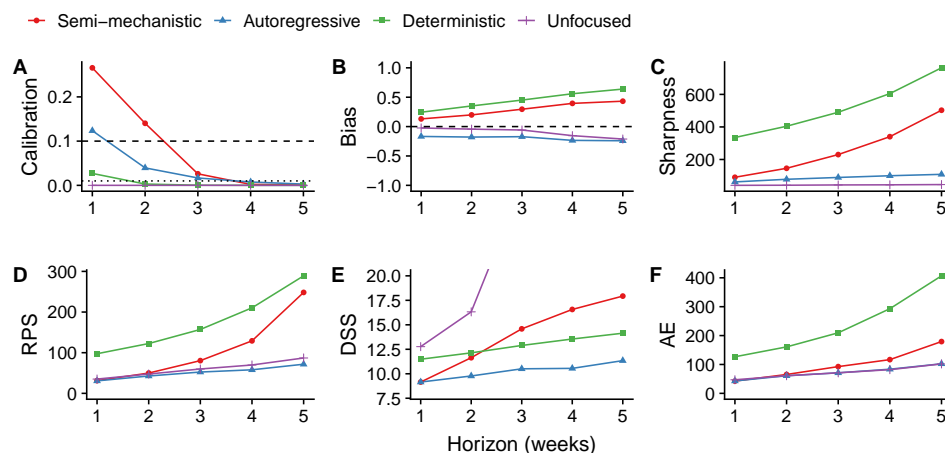 Semi−mechanistic Autoregressive Deterministic Unfocused
A B C
Calibration
0.2
0.1
0.0
1 2 3 4 5
Bias
1.0
0.5
0.0
−0.5
−1.0
1 2 3 4 5
Sharpness
600
400
200
1 2 3 4 5
D E F
RPS
300
200
100
0
1 2 3 4 5
DSS
20.0
17.5
15.0
12.5
10.0
7.5
1 2 3 4 5
AE
400
300
200
100
0
1 2 3 4 5
Horizon (weeks)